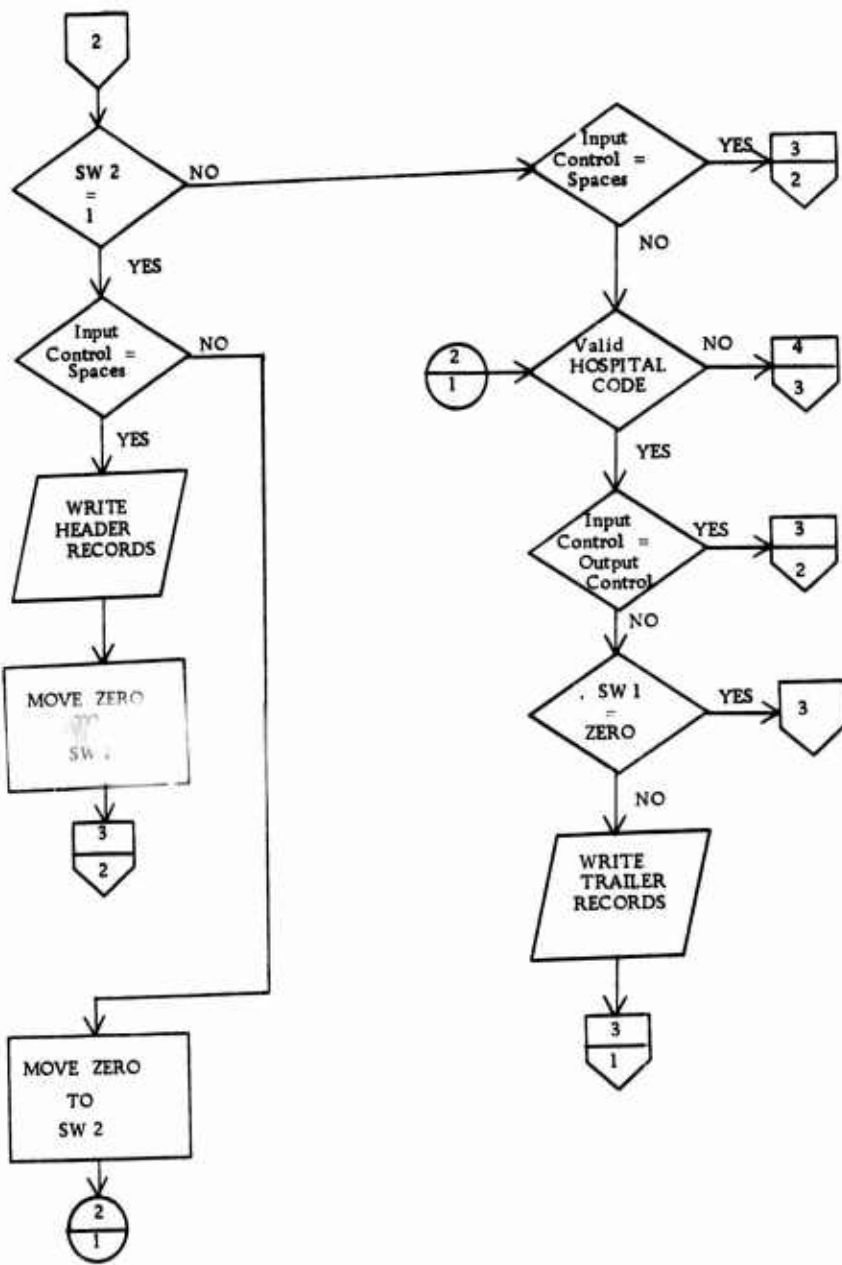 2
SW 2
=
1
NO
YES
Input
Control =
Spaces
NO
YES
WRITE
HEADER
RECORDS
MOVE ZERO
SW
3
2
MOVE ZERO
TO
SW 2
2
1
Input
Control =
Spaces
YES
3
2
NO
2
1
Valid
HOSPITAL
CODE
NO
4
3
YES
Input
Control =
Output
Control
YES
3
2
NO
SW 1
=
ZERO
YES
3
NO
WRITE
TRAILER
RECORDS
3
1